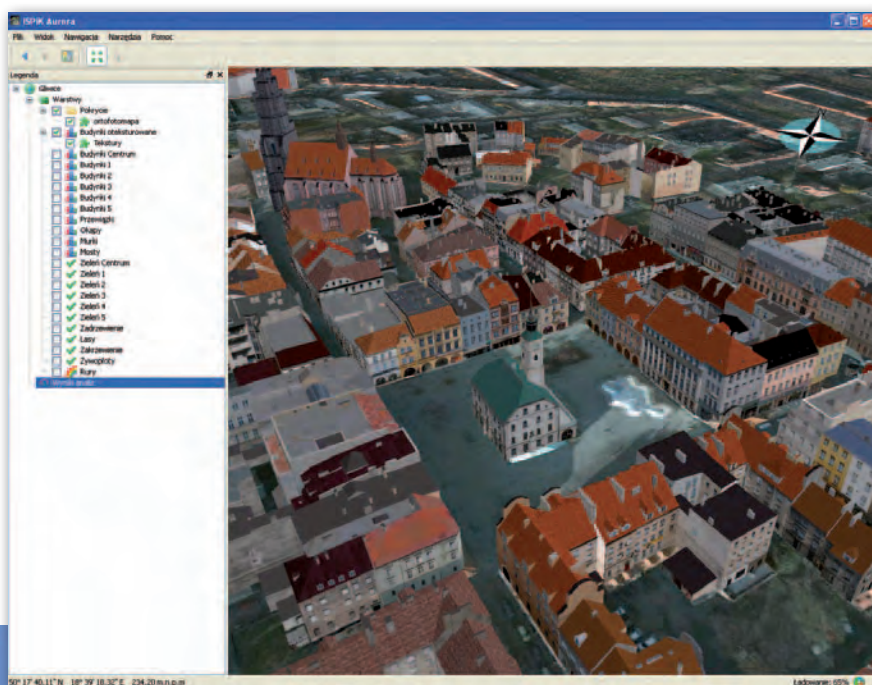 ISPiK Aurora
Plik Widok Nawigacja Narzędzia Pomoc
Legenda
Gliwice
Warstwy
Pokrycie
ortofotomapa
Budynki oteksturowane
Tekstury
Budynki Centrum
Budynki 1
Budynki 2
Budynki 3
Budynki 4
Budynki 5
Przewiązki
Okapy
Murki
Mosty
Zieleń Centrum
Zieleń 1
Zieleń 2
Zieleń 3
Zieleń 4
Zieleń 5
Zadrzewienie
Lasy
Zakrzewienie
Żywopłoty
Rury
Wyniki analiz
50° 17' 40.11" N 18° 39' 18.32" E 234.20 m n.p.m
Ładowanie: 65%